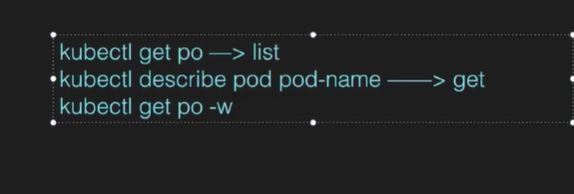 kubectl get po —> list
kubectl describe pod pod-name ——> get
kubectl get po -w